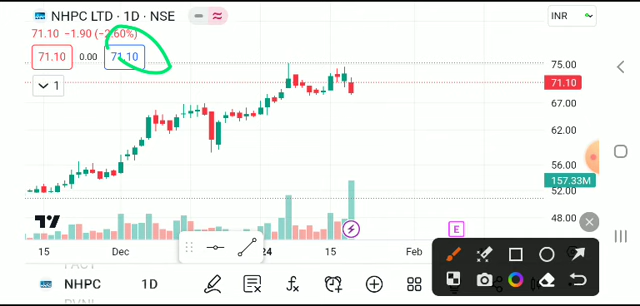 NHPC LTD · 1D · NSE
INR
71.10 −1.90 (−2.60%)
71.10 0.00 71.10
1
75.00
71.10
67.00
62.00
56.00
157.33M
52.00
48.00
E
15 Dec 24 15 Feb
NHPC 1D